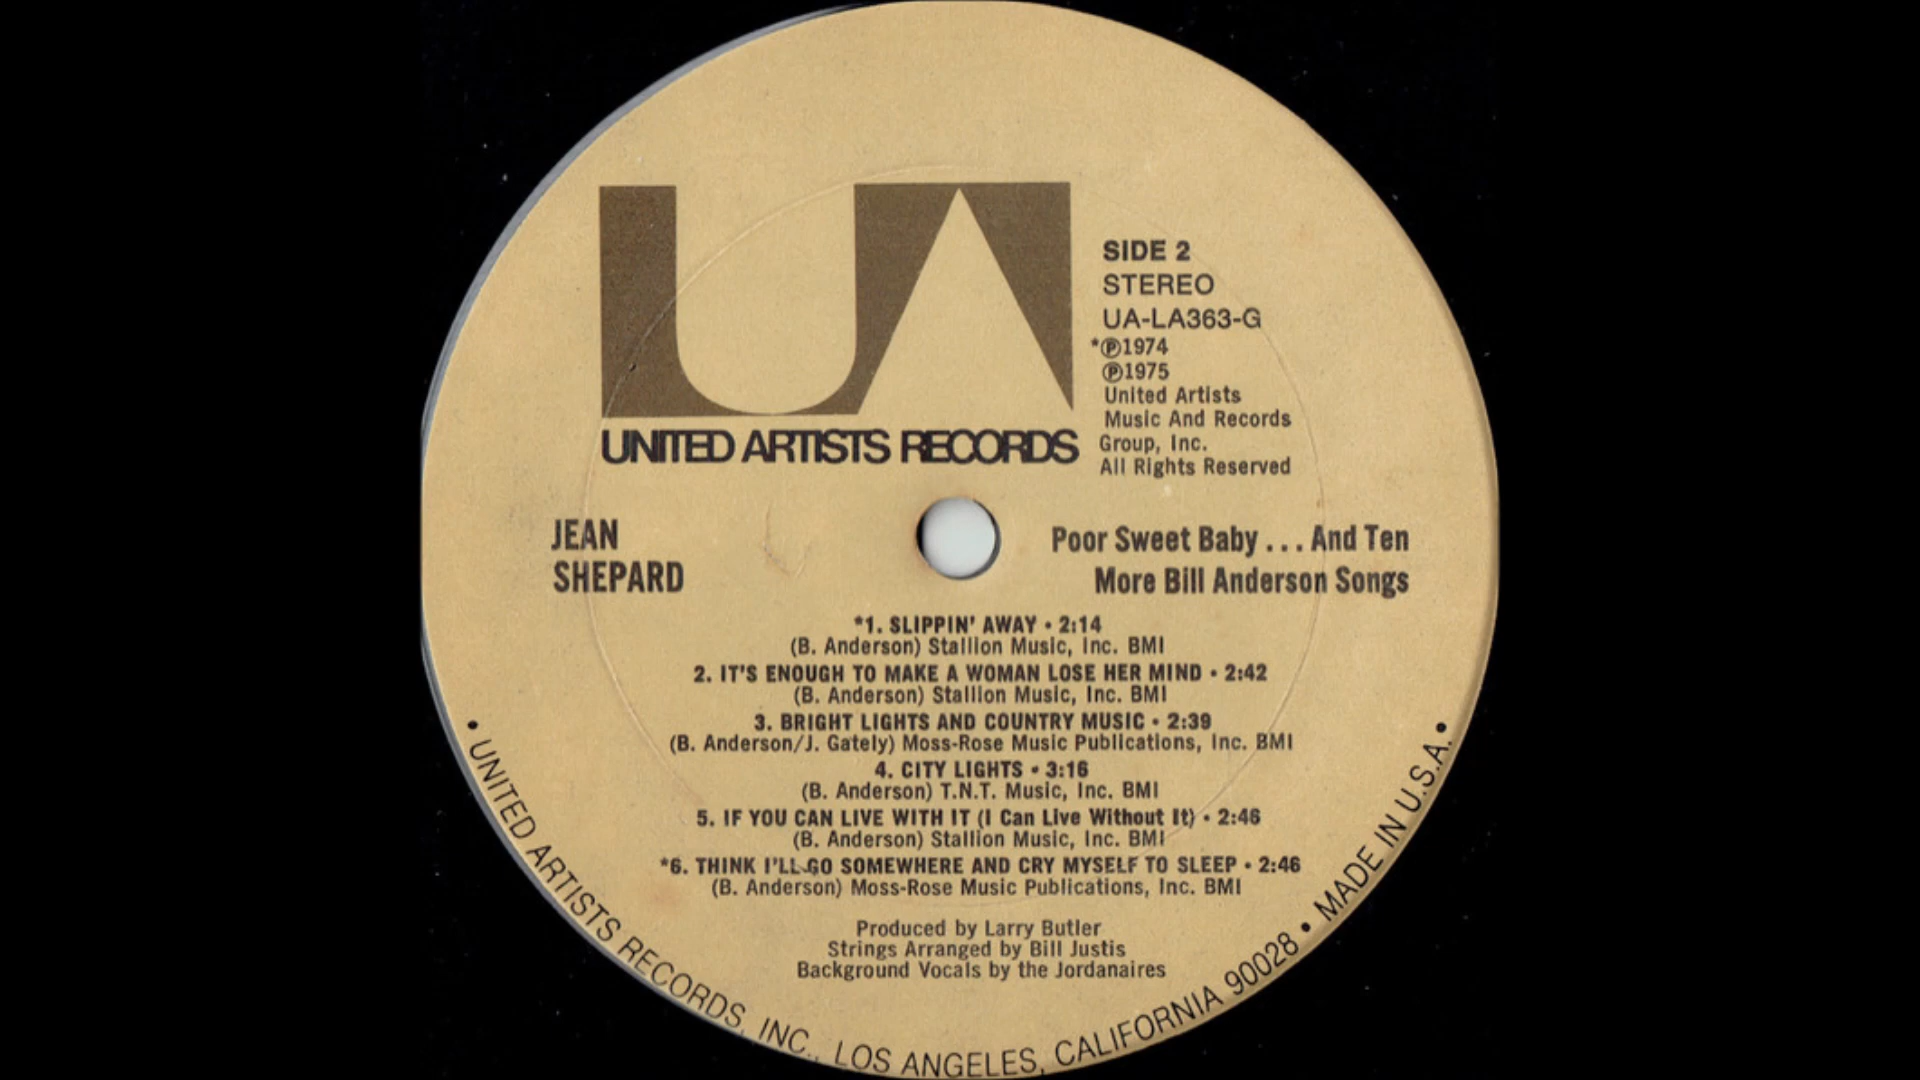 UA
UNITED ARTISTS RECORDS
SIDE 2
STEREO
UA-LA363-G
*Ⓟ1974
Ⓟ1975
United Artists
Music And Records
Group, Inc.
All Rights Reserved
JEAN
SHEPARD
Poor Sweet Baby . . . And Ten
More Bill Anderson Songs
*1. SLIPPIN' AWAY • 2:14
(B. Anderson) Stallion Music, Inc. BMI
2. IT'S ENOUGH TO MAKE A WOMAN LOSE HER MIND • 2:42
(B. Anderson) Stallion Music, Inc. BMI
3. BRIGHT LIGHTS AND COUNTRY MUSIC • 2:39
(B. Anderson/J. Gately) Moss-Rose Music Publications, Inc. BMI
4. CITY LIGHTS • 3:16
(B. Anderson) T.N.T. Music, Inc. BMI
5. IF YOU CAN LIVE WITH IT (I Can Live Without It) • 2:46
(B. Anderson) Stallion Music, Inc. BMI
*6. THINK I'LL GO SOMEWHERE AND CRY MYSELF TO SLEEP • 2:46
(B. Anderson) Moss-Rose Music Publications, Inc. BMI
Produced by Larry Butler
Strings Arranged by Bill Justis
Background Vocals by the Jordanaires
• UNITED ARTISTS RECORDS, INC., LOS ANGELES, CALIFORNIA 90028 • MADE IN U.S.A. •